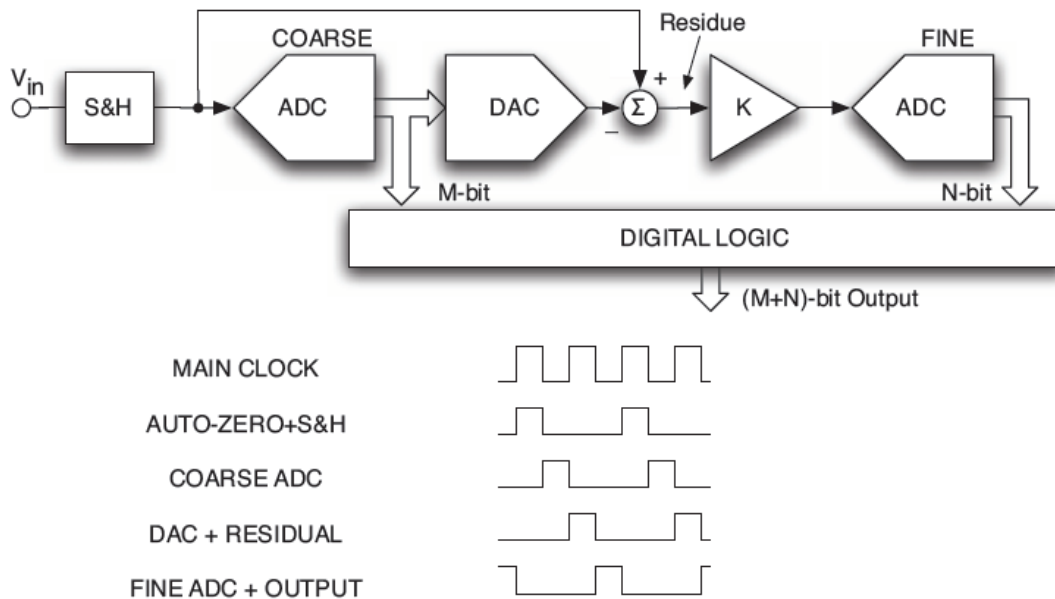 Residue
COARSE
FINE
Vin
S&H
ADC
DAC
+
−
Σ
K
ADC
M-bit
N-bit
DIGITAL LOGIC
(M+N)-bit Output
MAIN CLOCK
AUTO-ZERO+S&H
COARSE ADC
DAC + RESIDUAL
FINE ADC + OUTPUT